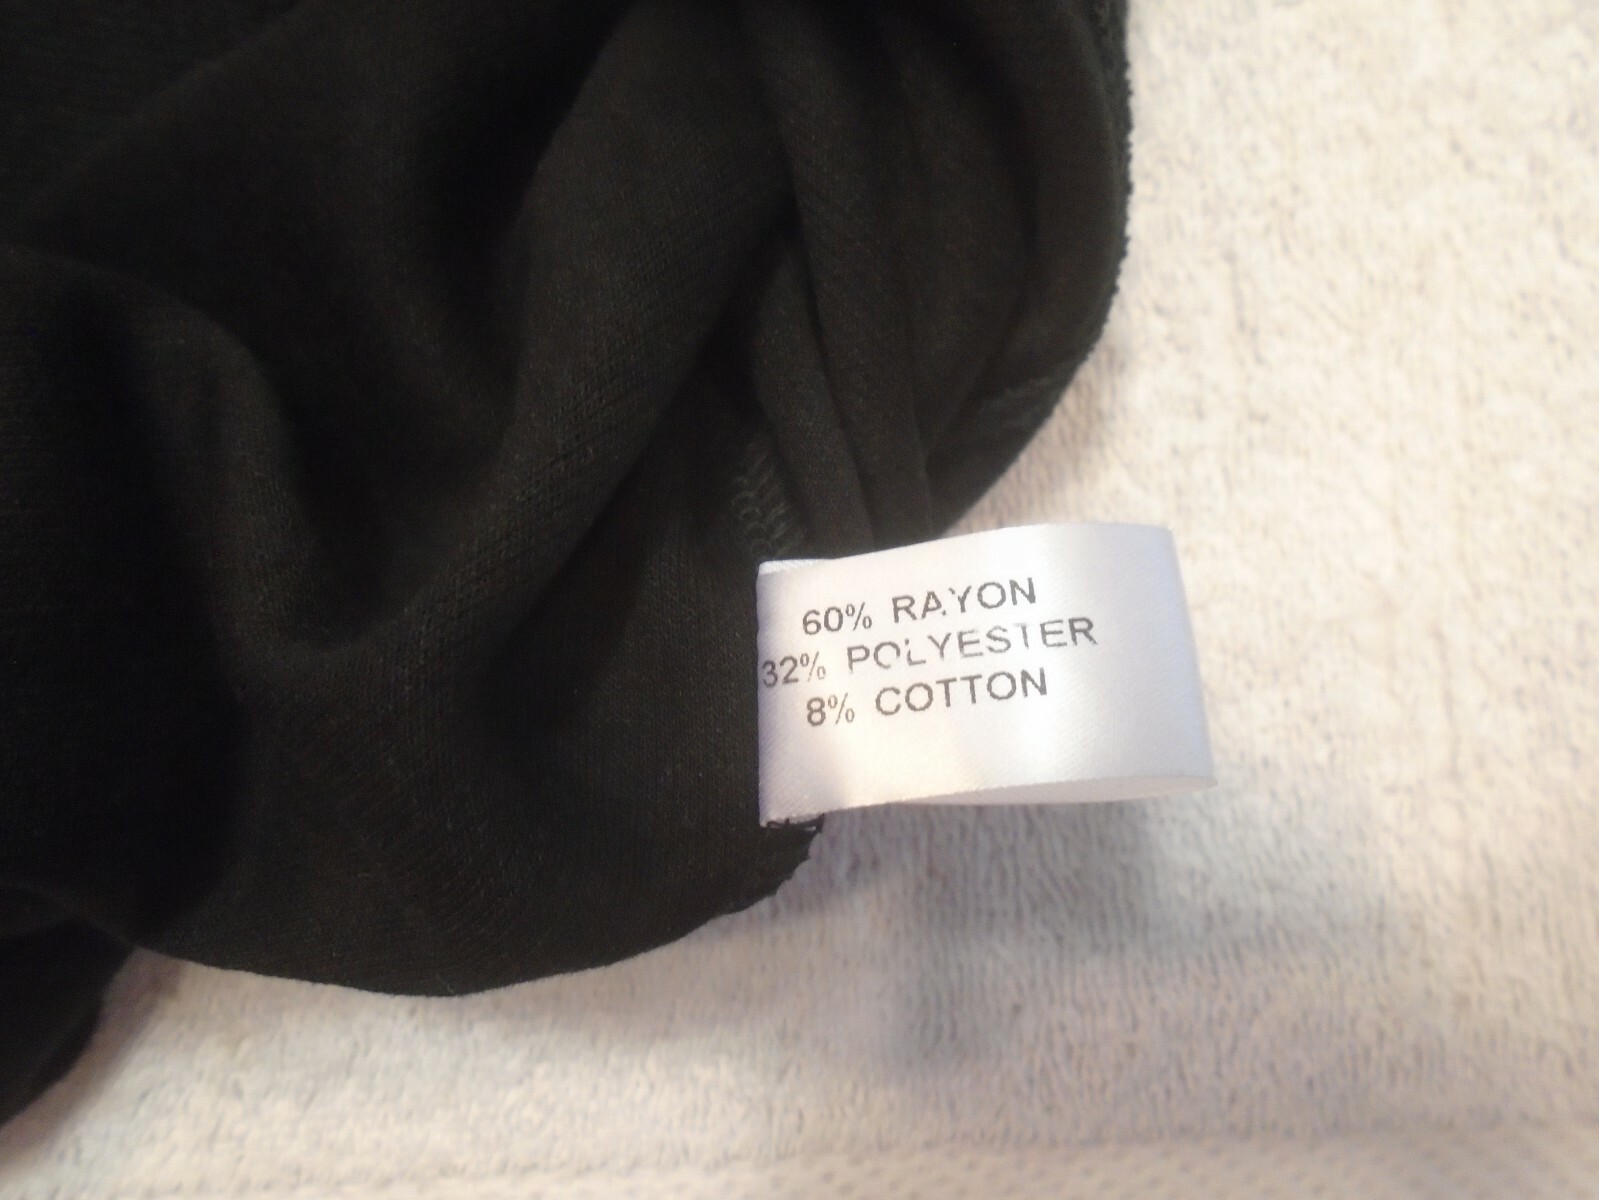 60% RAYON
32% POLYESTER
8% COTTON